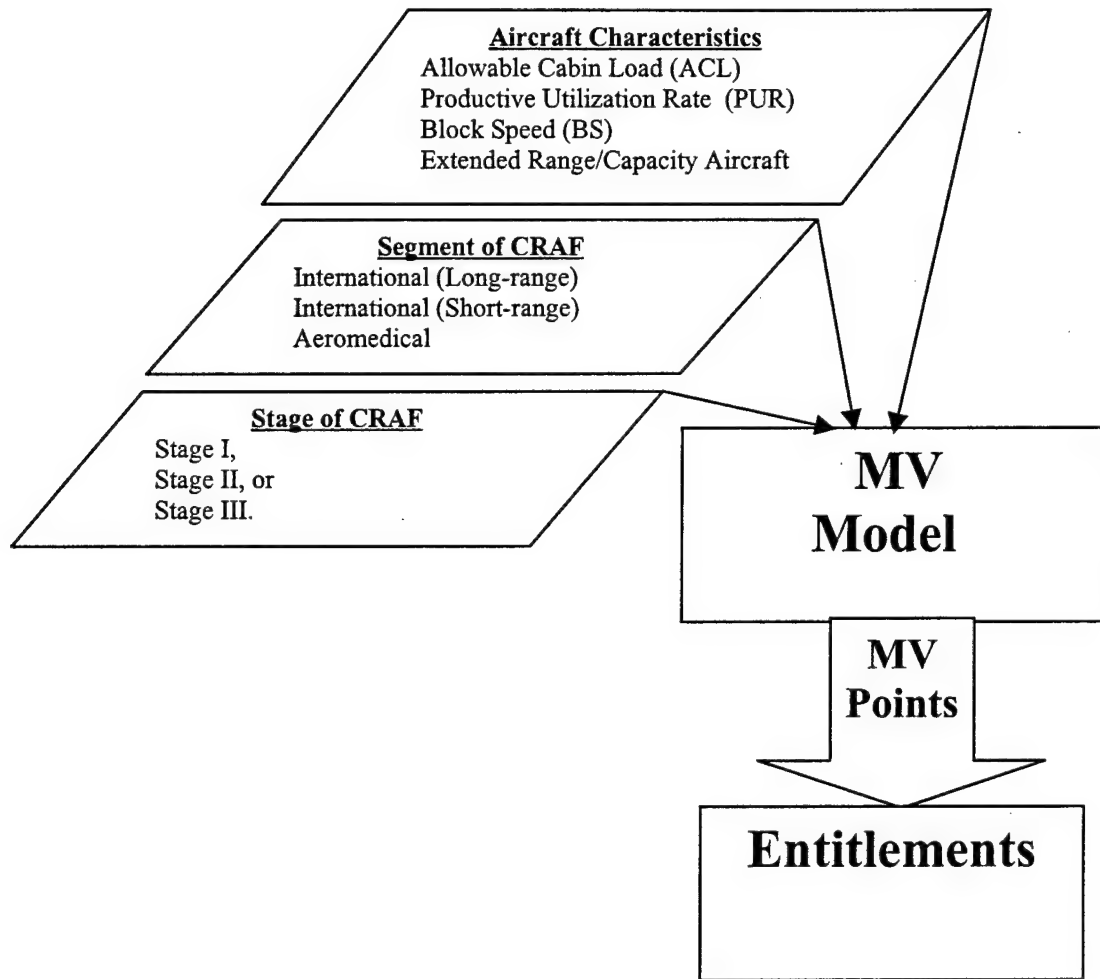 Aircraft Characteristics
Allowable Cabin Load (ACL)
Productive Utilization Rate (PUR)
Block Speed (BS)
Extended Range/Capacity Aircraft
Segment of CRAF
International (Long-range)
International (Short-range)
Aeromedical
Stage of CRAF
Stage I,
Stage II, or
Stage III.
MV
Model
MV
Points
Entitlements